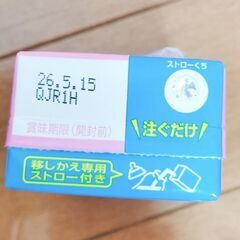 ストローくち
26.5.15
QJR1H
賞味期限(開封前)
注ぐだけ!
移しかえ専用
ストロー付き